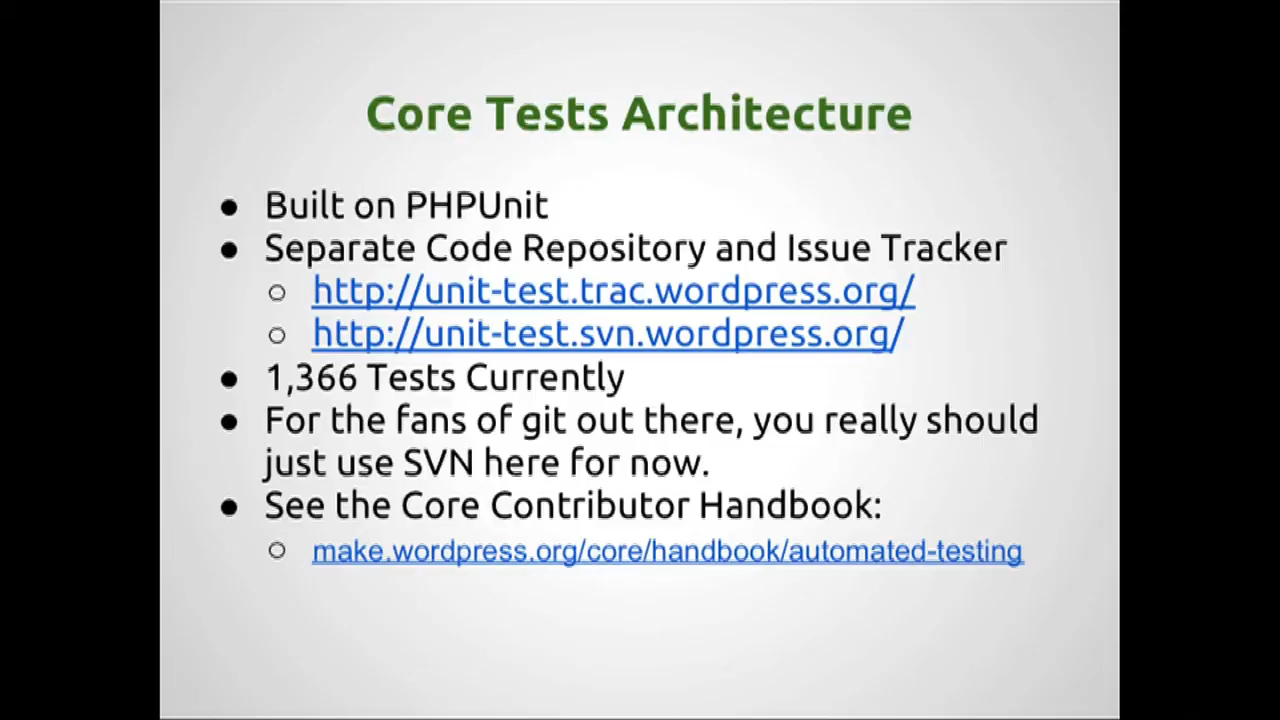 Core Tests Architecture
● Built on PHPUnit
● Separate Code Repository and Issue Tracker
○ http://unit-test.trac.wordpress.org/
○ http://unit-test.svn.wordpress.org/
● 1,366 Tests Currently
● For the fans of git out there, you really should
just use SVN here for now.
● See the Core Contributor Handbook:
○ make.wordpress.org/core/handbook/automated-testing